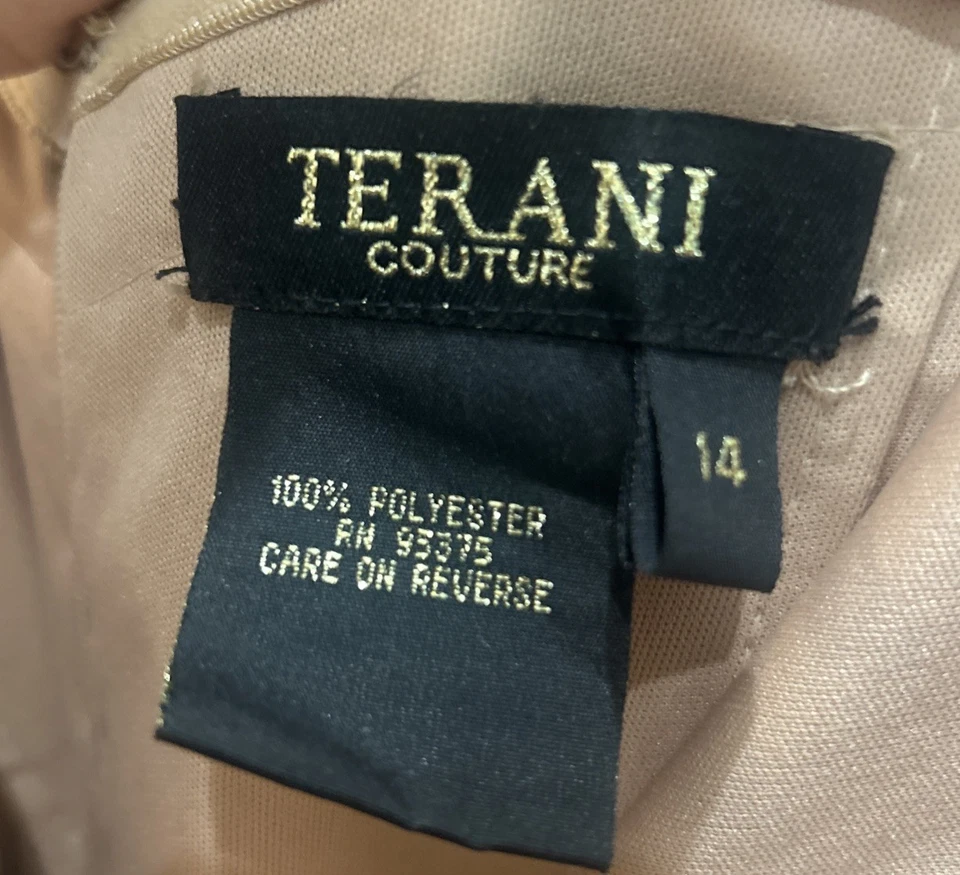 TERANI
COUTURE
14
100% POLYESTER
RN 95375
CARE ON REVERSE